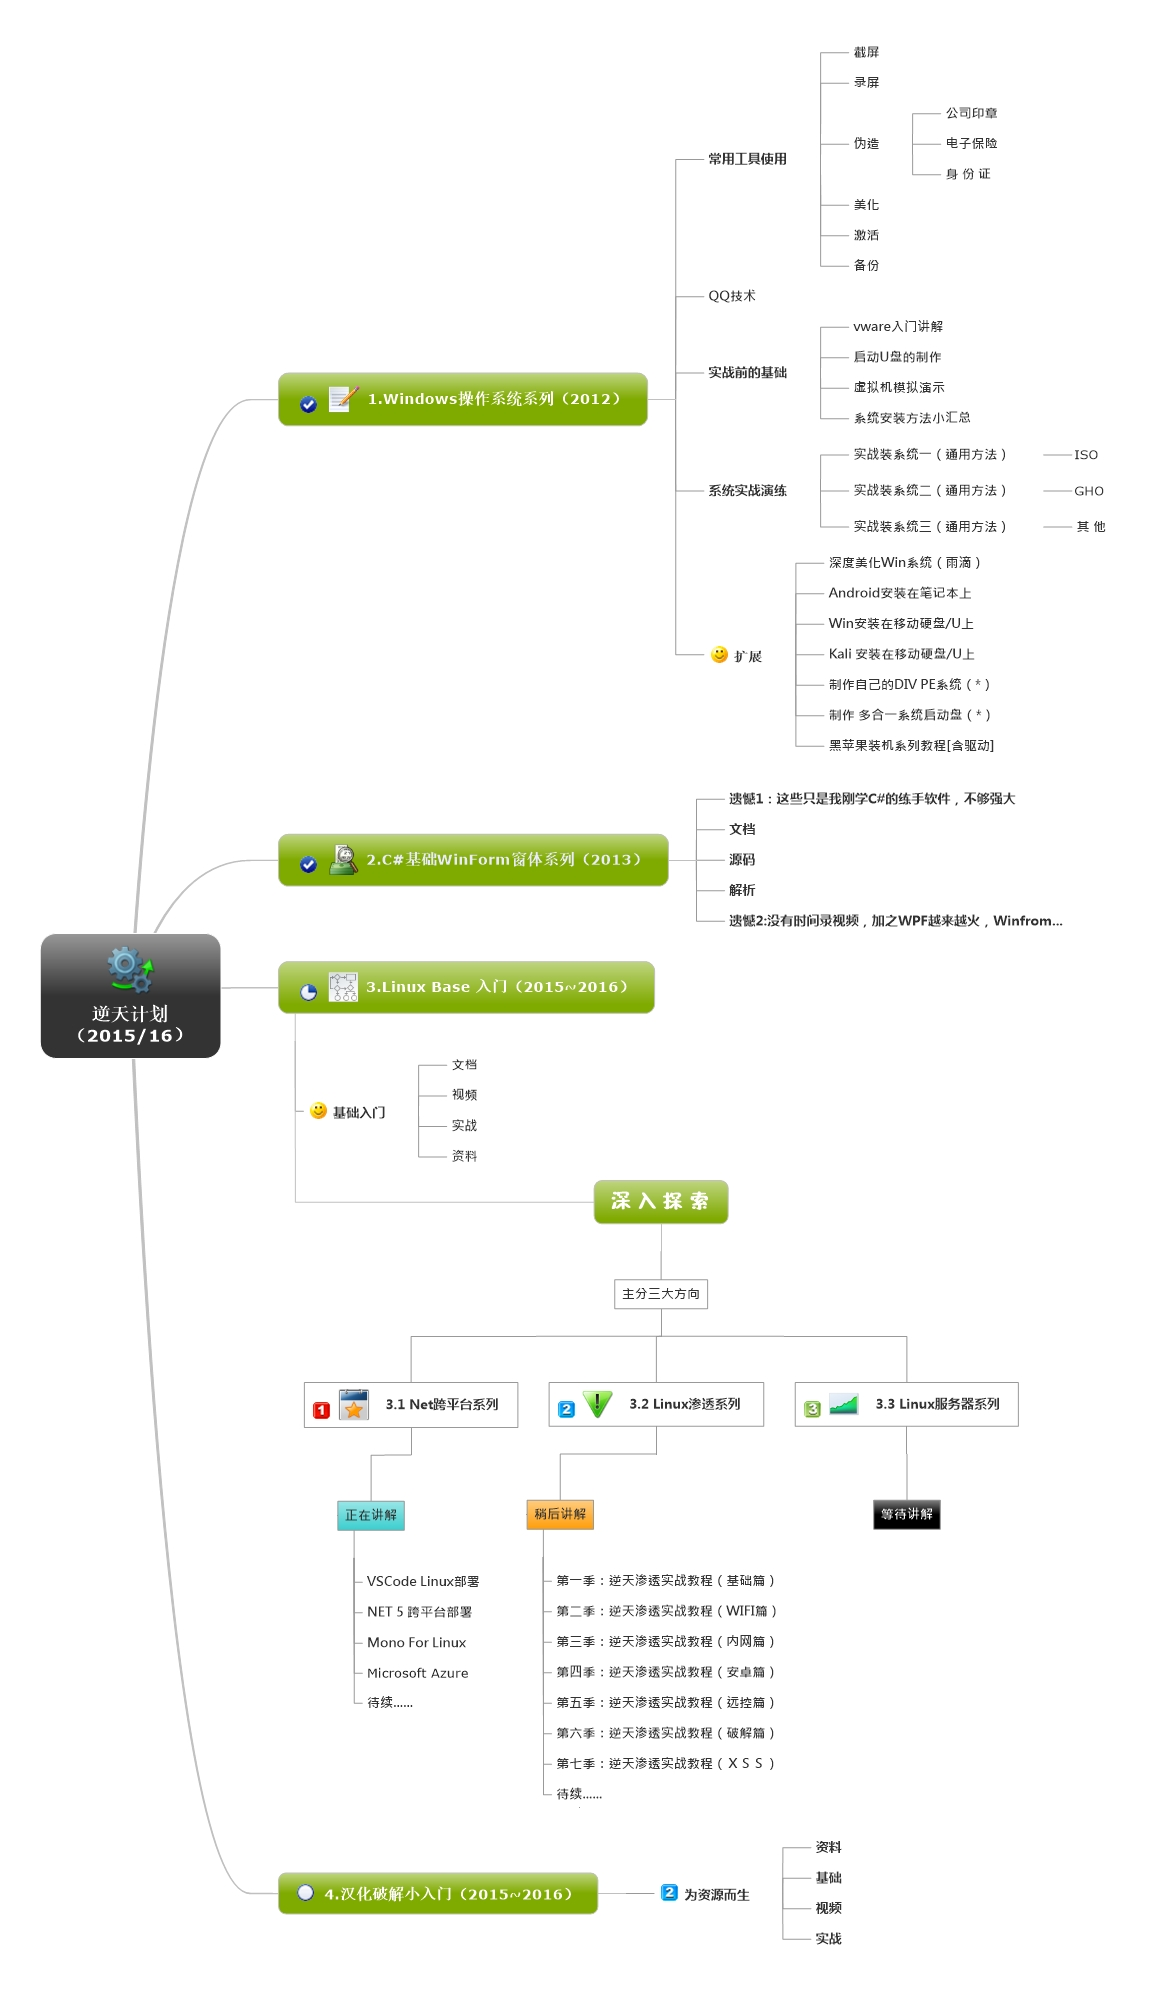 逆天计划
（2015/16）
1.Windows操作系统系列（2012）
常用工具使用
截屏
录屏
伪造
公司印章
电子保险
身 份 证
美化
激活
备份
QQ技术
实战前的基础
vware入门讲解
启动U盘的制作
虚拟机模拟演示
系统安装方法小汇总
系统实战演练
实战装系统一（通用方法）
ISO
实战装系统二（通用方法）
GHO
实战装系统三（通用方法）
其 他
扩展
深度美化Win系统（雨滴）
Android安装在笔记本上
Win安装在移动硬盘/U上
Kali 安装在移动硬盘/U上
制作自己的DIV PE系统（*）
制作 多合一系统启动盘（*）
黑苹果装机系列教程[含驱动]
2.C#基础WinForm窗体系列（2013）
遗憾1：这些只是我刚学C#的练手软件，不够强大
文档
源码
解析
遗憾2:没有时间录视频，加之WPF越来越火，Winfrom...
3.Linux Base 入门（2015~2016）
基础入门
文档
视频
实战
资料
深 入 探 索
主分三大方向
1
3.1 Net跨平台系列
2
3.2 Linux渗透系列
3
3.3 Linux服务器系列
正在讲解
稍后讲解
等待讲解
VSCode Linux部署
NET 5 跨平台部署
Mono For Linux
Microsoft Azure
待续......
第一季：逆天渗透实战教程（基础篇）
第二季：逆天渗透实战教程（WIFI篇）
第三季：逆天渗透实战教程（内网篇）
第四季：逆天渗透实战教程（安卓篇）
第五季：逆天渗透实战教程（远控篇）
第六季：逆天渗透实战教程（破解篇）
第七季：逆天渗透实战教程（ＸＳＳ）
待续......
4.汉化破解小入门（2015~2016）
2
为资源而生
资料
基础
视频
实战